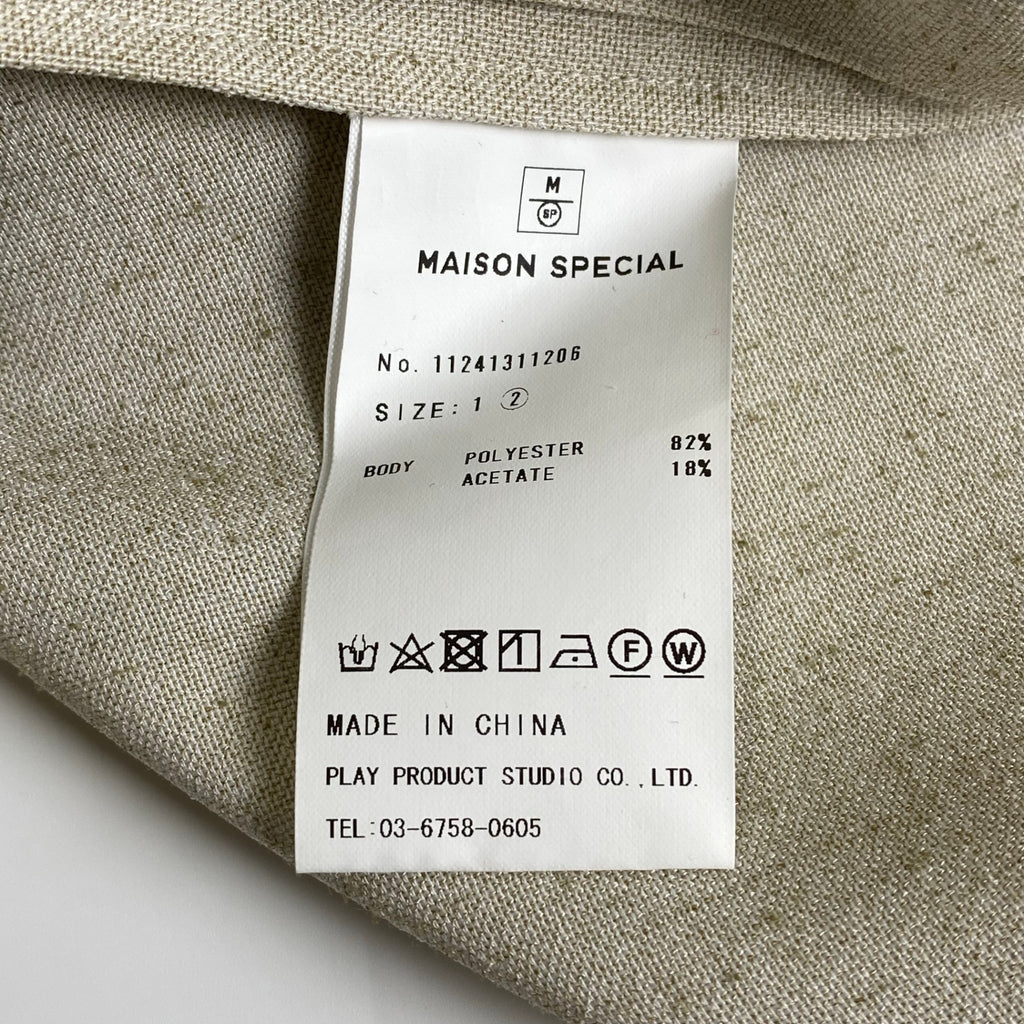 M
SP
MAISON SPECIAL
No. 11241311206
SIZE: 1 ②
BODY POLYESTER 82%
ACETATE 18%
F W
MADE IN CHINA
PLAY PRODUCT STUDIO CO.,LTD.
TEL:03-6758-0605